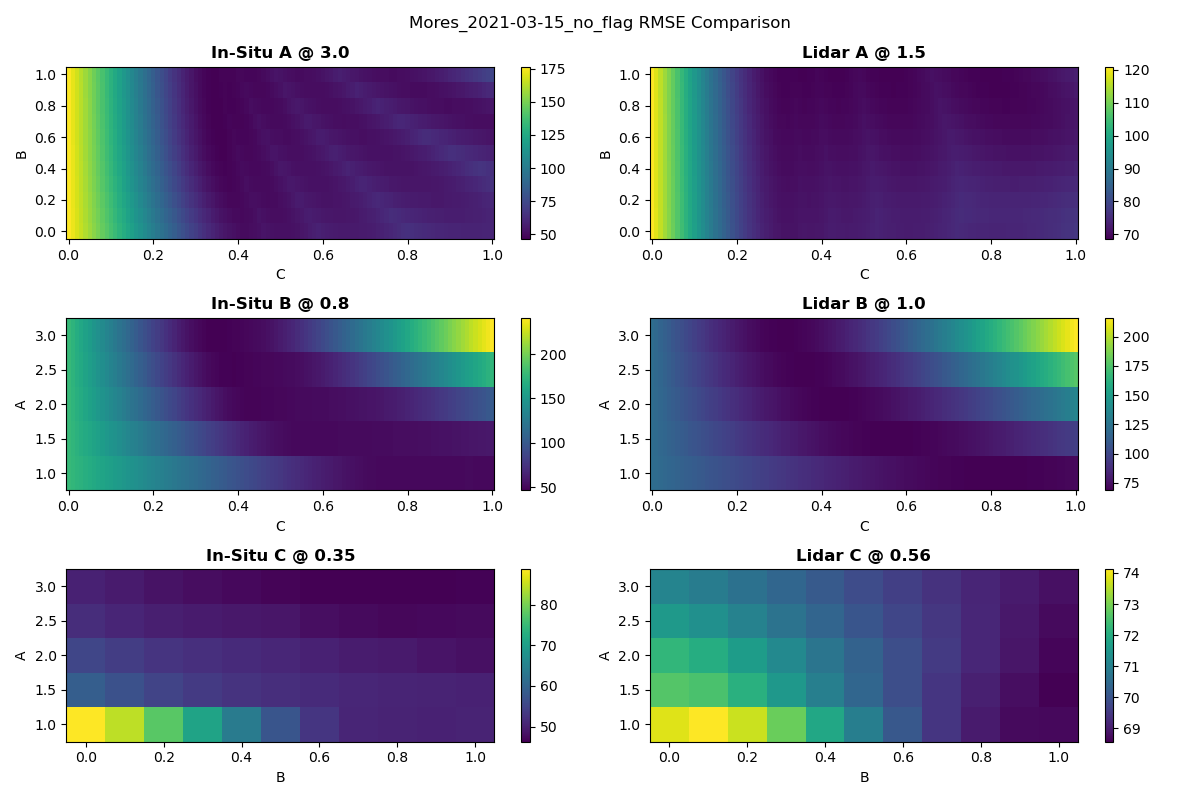 Mores_2021-03-15_no_flag RMSE Comparison
In-Situ A @ 3.0
1.0
0.8
0.6
0.4
0.2
0.0
B
0.0 0.2 0.4 0.6 0.8 1.0
C
175
150
125
100
75
50
Lidar A @ 1.5
1.0
0.8
0.6
0.4
0.2
0.0
B
0.0 0.2 0.4 0.6 0.8 1.0
C
120
110
100
90
80
70
In-Situ B @ 0.8
3.0
2.5
2.0
1.5
1.0
A
0.0 0.2 0.4 0.6 0.8 1.0
C
200
150
100
50
Lidar B @ 1.0
3.0
2.5
2.0
1.5
1.0
A
0.0 0.2 0.4 0.6 0.8 1.0
C
200
175
150
125
100
75
In-Situ C @ 0.35
3.0
2.5
2.0
1.5
1.0
A
0.0 0.2 0.4 0.6 0.8 1.0
B
80
70
60
50
Lidar C @ 0.56
3.0
2.5
2.0
1.5
1.0
A
0.0 0.2 0.4 0.6 0.8 1.0
B
74
73
72
71
70
69